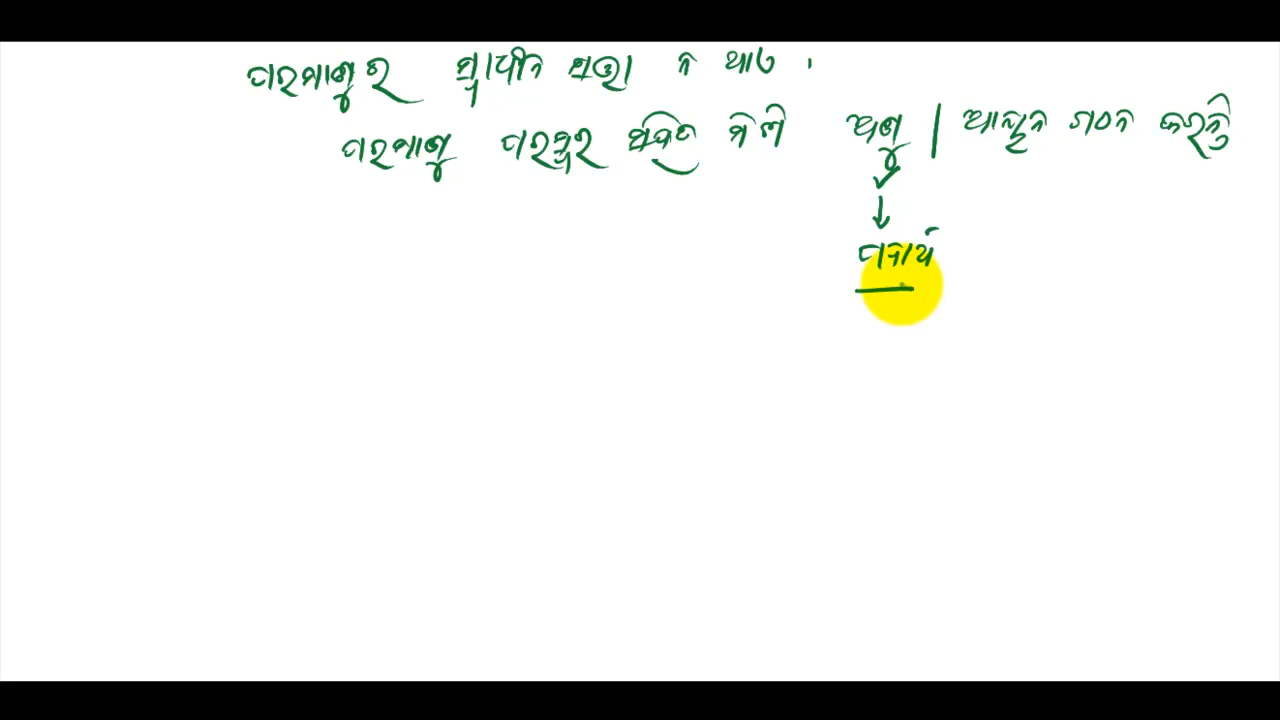 ପରମାଣୁର ସ୍ୱାଧୀନ ସତ୍ତା ନ ଥାଏ ।
ପରମାଣୁ ପରସ୍ପର ସହିତ ମିଶି ଅଣୁ / ଆୟନ ଗଠନ କରନ୍ତି
ପଦାର୍ଥ